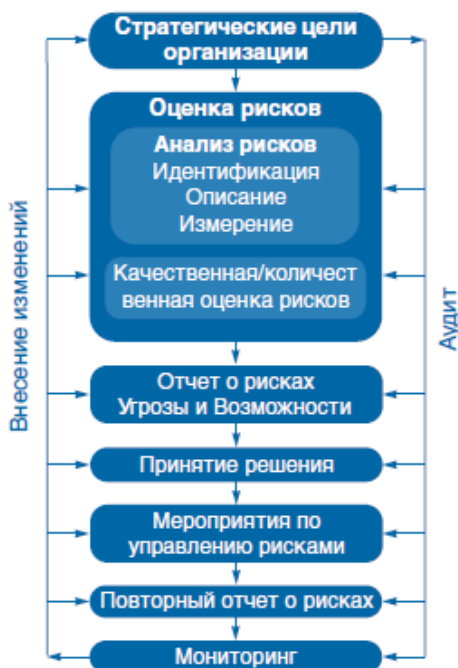 Стратегические цели
организации
Оценка рисков
Анализ рисков
Идентификация
Описание
Измерение
Качественная/количест
венная оценка рисков
Отчет о рисках
Угрозы и Возможности
Принятие решения
Мероприятия по
управлению рисками
Повторный отчет о рисках
Мониторинг
Внесение изменений
Аудит